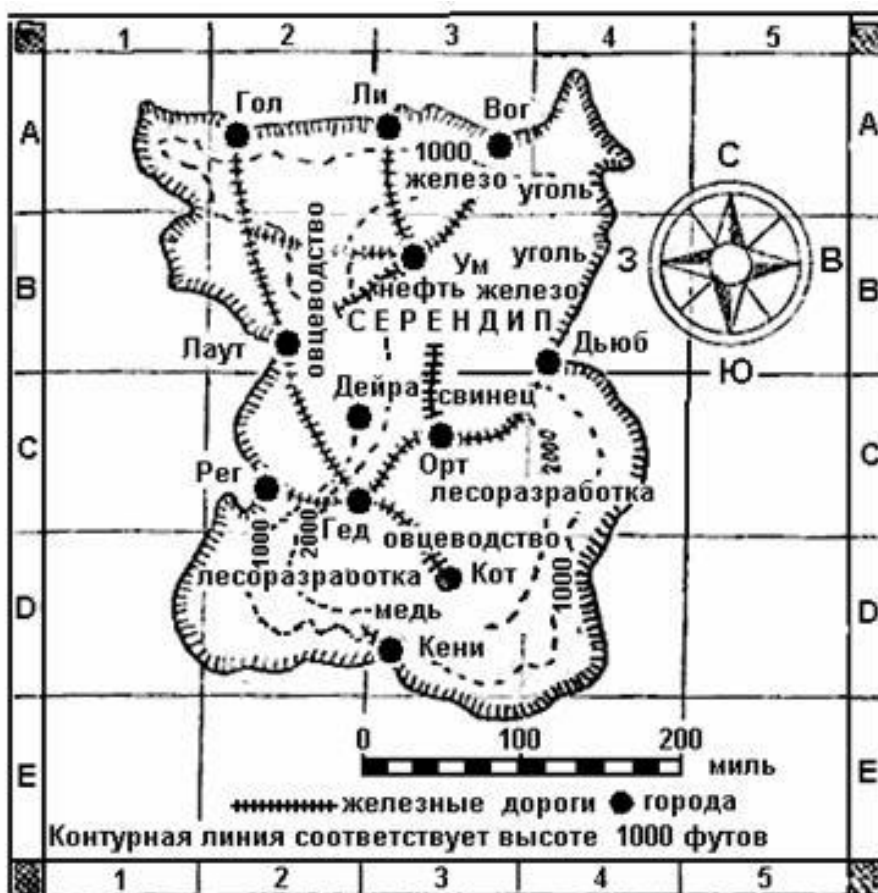 1 2 3 4 5
Гол Ли Вог
А А
1000
железо уголь
С
овцеводство
Ум уголь З В
В В
нефть железо
СЕРЕНДИП
Лаут Дьюб
Ю
Дейра свинец
С С
Орт 2000
Рег лесоразработка
1000 2000 Гед овцеводство
лесоразработка Кот 1000
D медь D
Кени
0 100 200
Е миль Е
железные дороги города
Контурная линия соответствует высоте 1000 футов
1 2 3 4 5